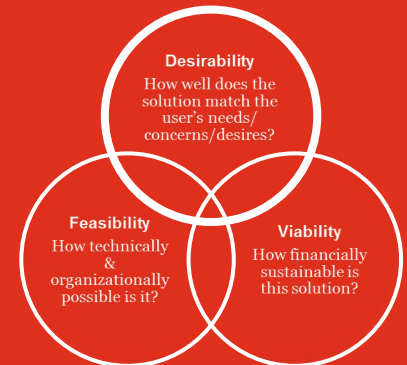 Desirability
How well does the
solution match the
user's needs/
concerns/desires?
Feasibility
How technically
&
organizationally
possible is it?
Viability
How financially
sustainable is
this solution?